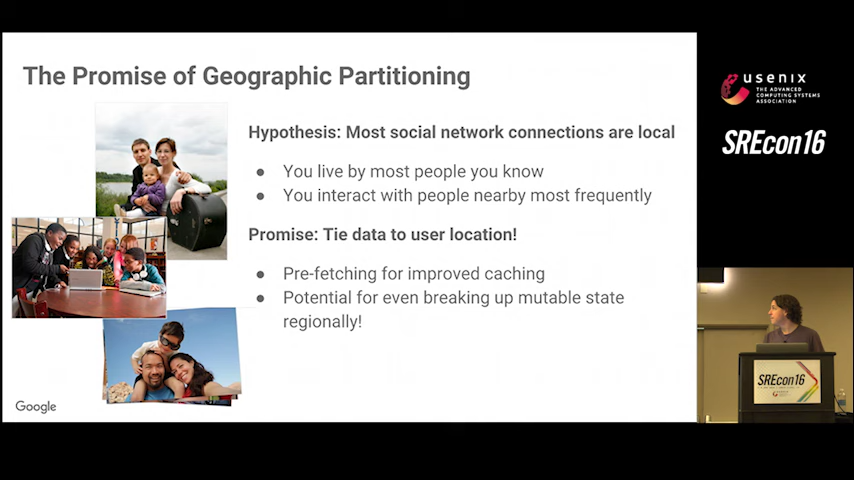 The Promise of Geographic Partitioning
Hypothesis: Most social network connections are local
● You live by most people you know
● You interact with people nearby most frequently
Promise: Tie data to user location!
● Pre-fetching for improved caching
● Potential for even breaking up mutable state
regionally!
Google
usenix
THE ADVANCED
COMPUTING SYSTEMS
ASSOCIATION
SREcon16
SREcon16